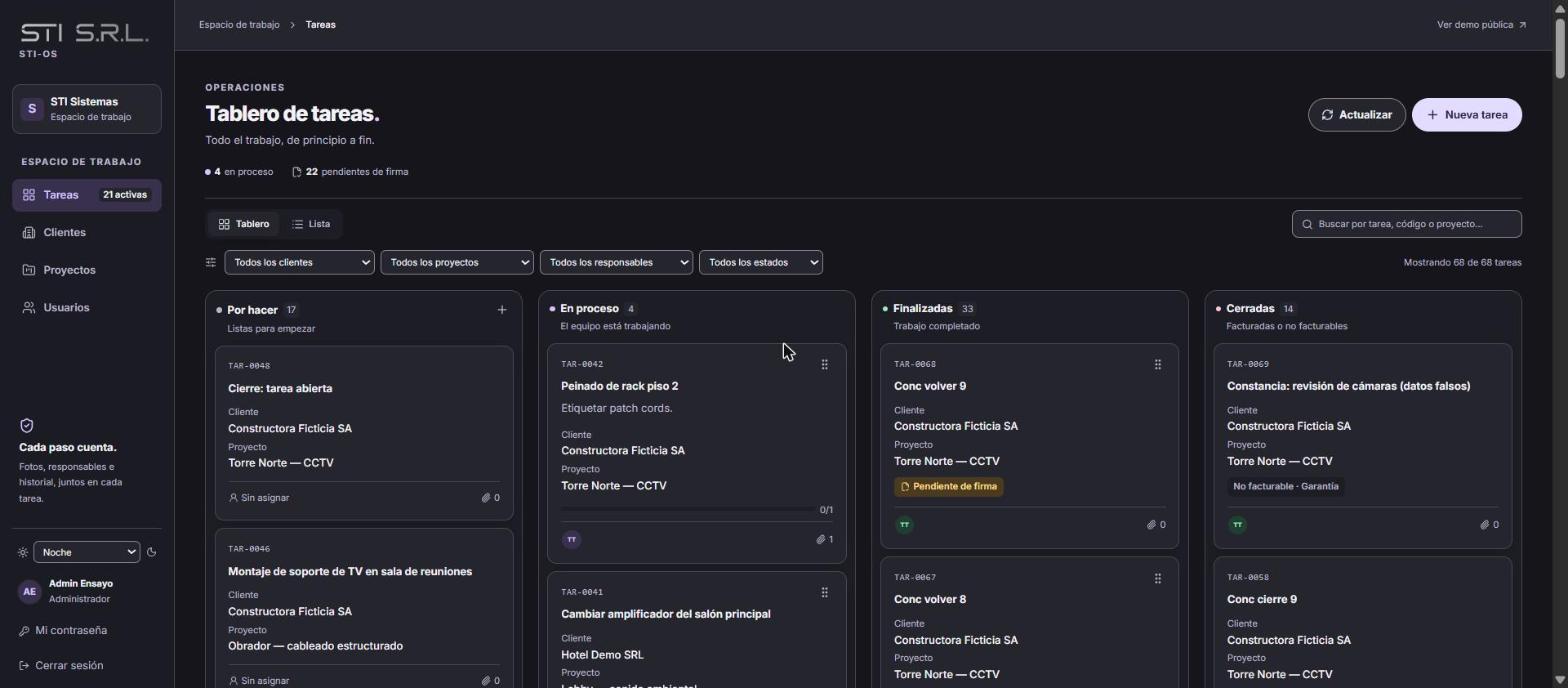 STI S.R.L.
STI-OS
S
STI Sistemas
Espacio de trabajo
ESPACIO DE TRABAJO
Tareas
21 activas
Clientes
Proyectos
Usuarios
Cada paso cuenta.
Fotos, responsables e
historial, juntos en cada
tarea.
Noche
AE
Admin Ensayo
Administrador
Mi contraseña
Cerrar sesión
Espacio de trabajo
Tareas
Ver demo pública
OPERACIONES
Tablero de tareas.
Todo el trabajo, de principio a fin.
4 en proceso
22 pendientes de firma
Actualizar
Nueva tarea
Tablero
Lista
Buscar por tarea, código o proyecto...
Todos los clientes
Todos los proyectos
Todos los responsables
Todos los estados
Mostrando 68 de 68 tareas
Por hacer 17
Listas para empezar
TAR-0048
Cierre: tarea abierta
Cliente
Constructora Ficticia SA
Proyecto
Torre Norte — CCTV
Sin asignar
0
TAR-0046
Montaje de soporte de TV en sala de reuniones
Cliente
Constructora Ficticia SA
Proyecto
Obrador — cableado estructurado
Sin asignar
0
En proceso 4
El equipo está trabajando
TAR-0042
Peinado de rack piso 2
Etiquetar patch cords.
Cliente
Constructora Ficticia SA
Proyecto
Torre Norte — CCTV
0/1
TT
1
TAR-0041
Cambiar amplificador del salón principal
Cliente
Hotel Demo SRL
Proyecto
Finalizadas 33
Trabajo completado
TAR-0068
Conc volver 9
Cliente
Constructora Ficticia SA
Proyecto
Torre Norte — CCTV
Pendiente de firma
TT
0
TAR-0067
Conc volver 8
Cliente
Constructora Ficticia SA
Proyecto
Torre Norte — CCTV
Cerradas 14
Facturadas o no facturables
TAR-0069
Constancia: revisión de cámaras (datos falsos)
Cliente
Constructora Ficticia SA
Proyecto
Torre Norte — CCTV
No facturable · Garantía
TT
0
TAR-0058
Conc cierre 9
Cliente
Constructora Ficticia SA
Proyecto
Torre Norte — CCTV